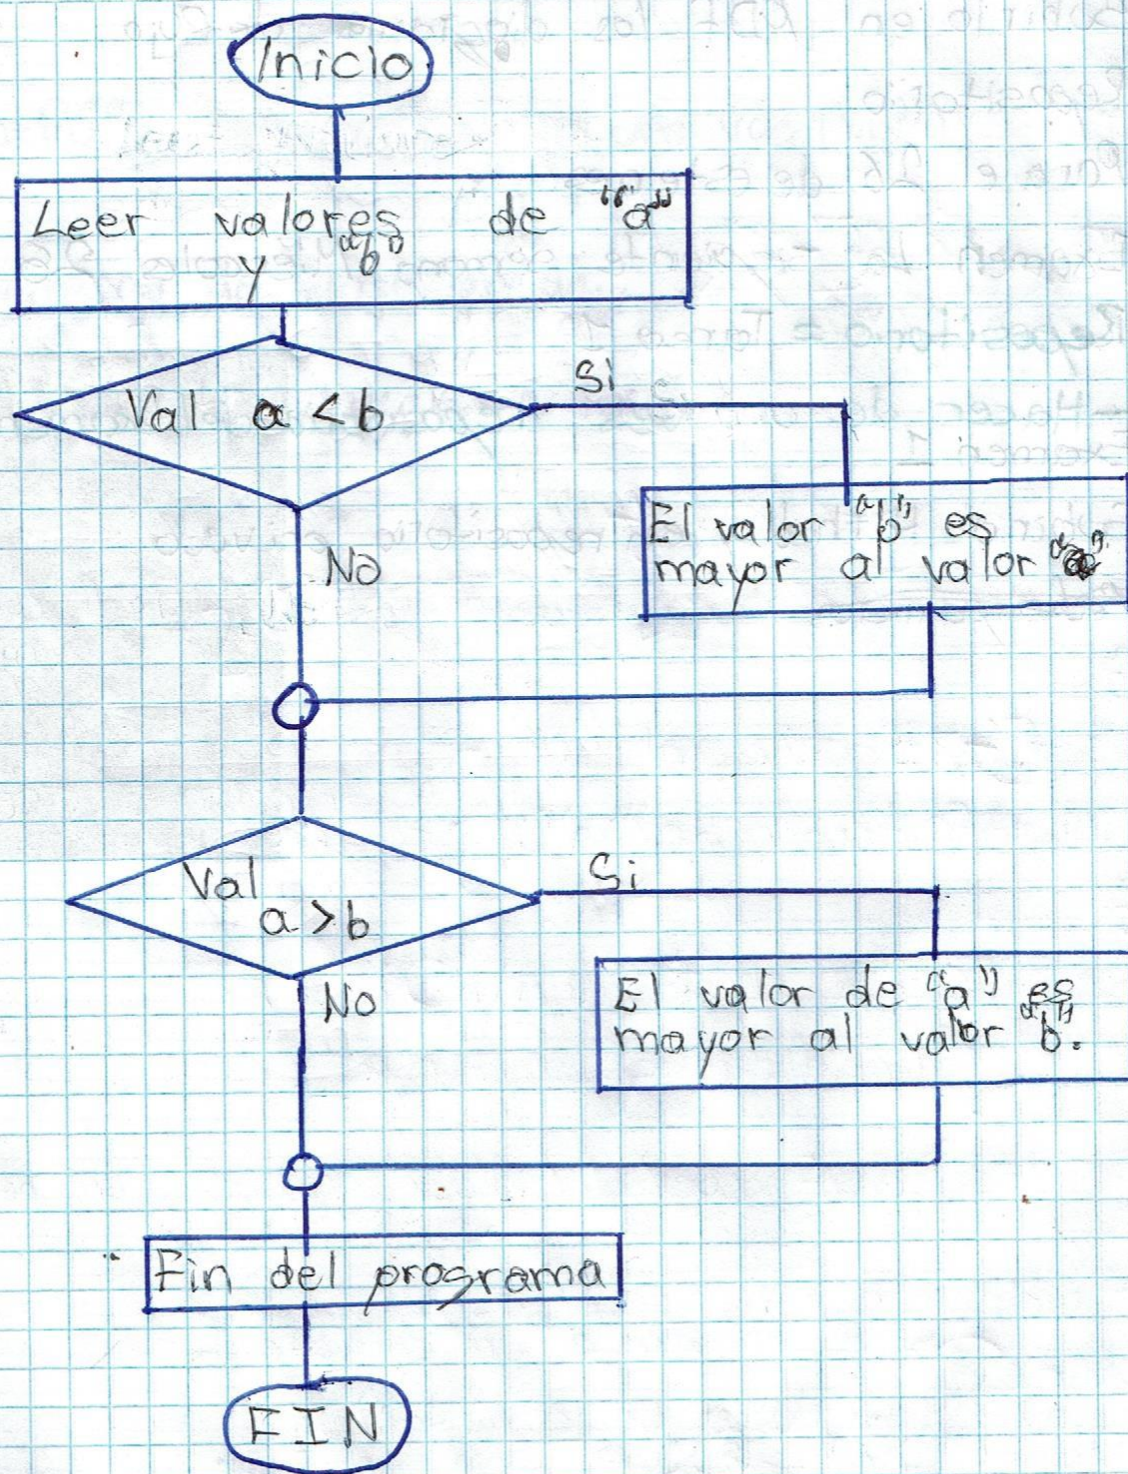 Inicio
Leer valores de "a"
y "b"
Val a < b
Si
El valor "b" es
mayor al valor "a"
No
Val
a > b
Si
El valor de "a" es
mayor al valor "b".
No
Fin del programa
FIN